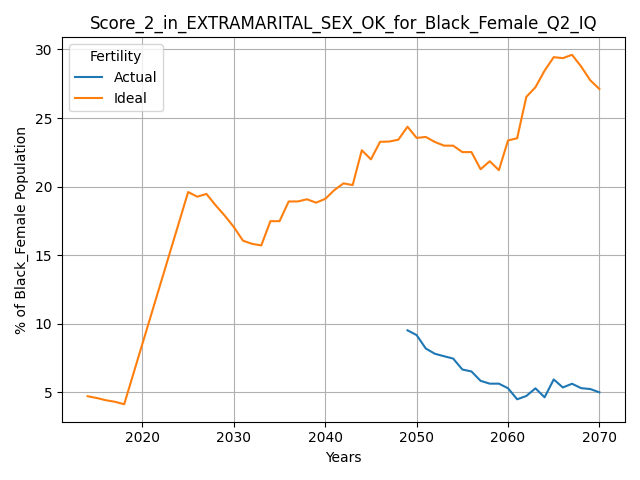 Score_2_in_EXTRAMARITAL_SEX_OK_for_Black_Female_Q2_IQ
Fertility
Actual
Ideal
% of Black_Female Population
30
25
20
15
10
5
2020 2030 2040 2050 2060 2070
Years